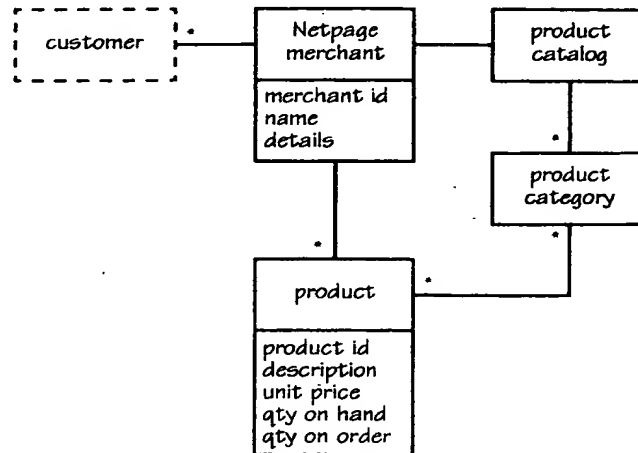 customer
*
Netpage
merchant
merchant id
name
details
product
catalog
*
product
category
*
*
*
product
product id
description
unit price
qty on hand
qty on order